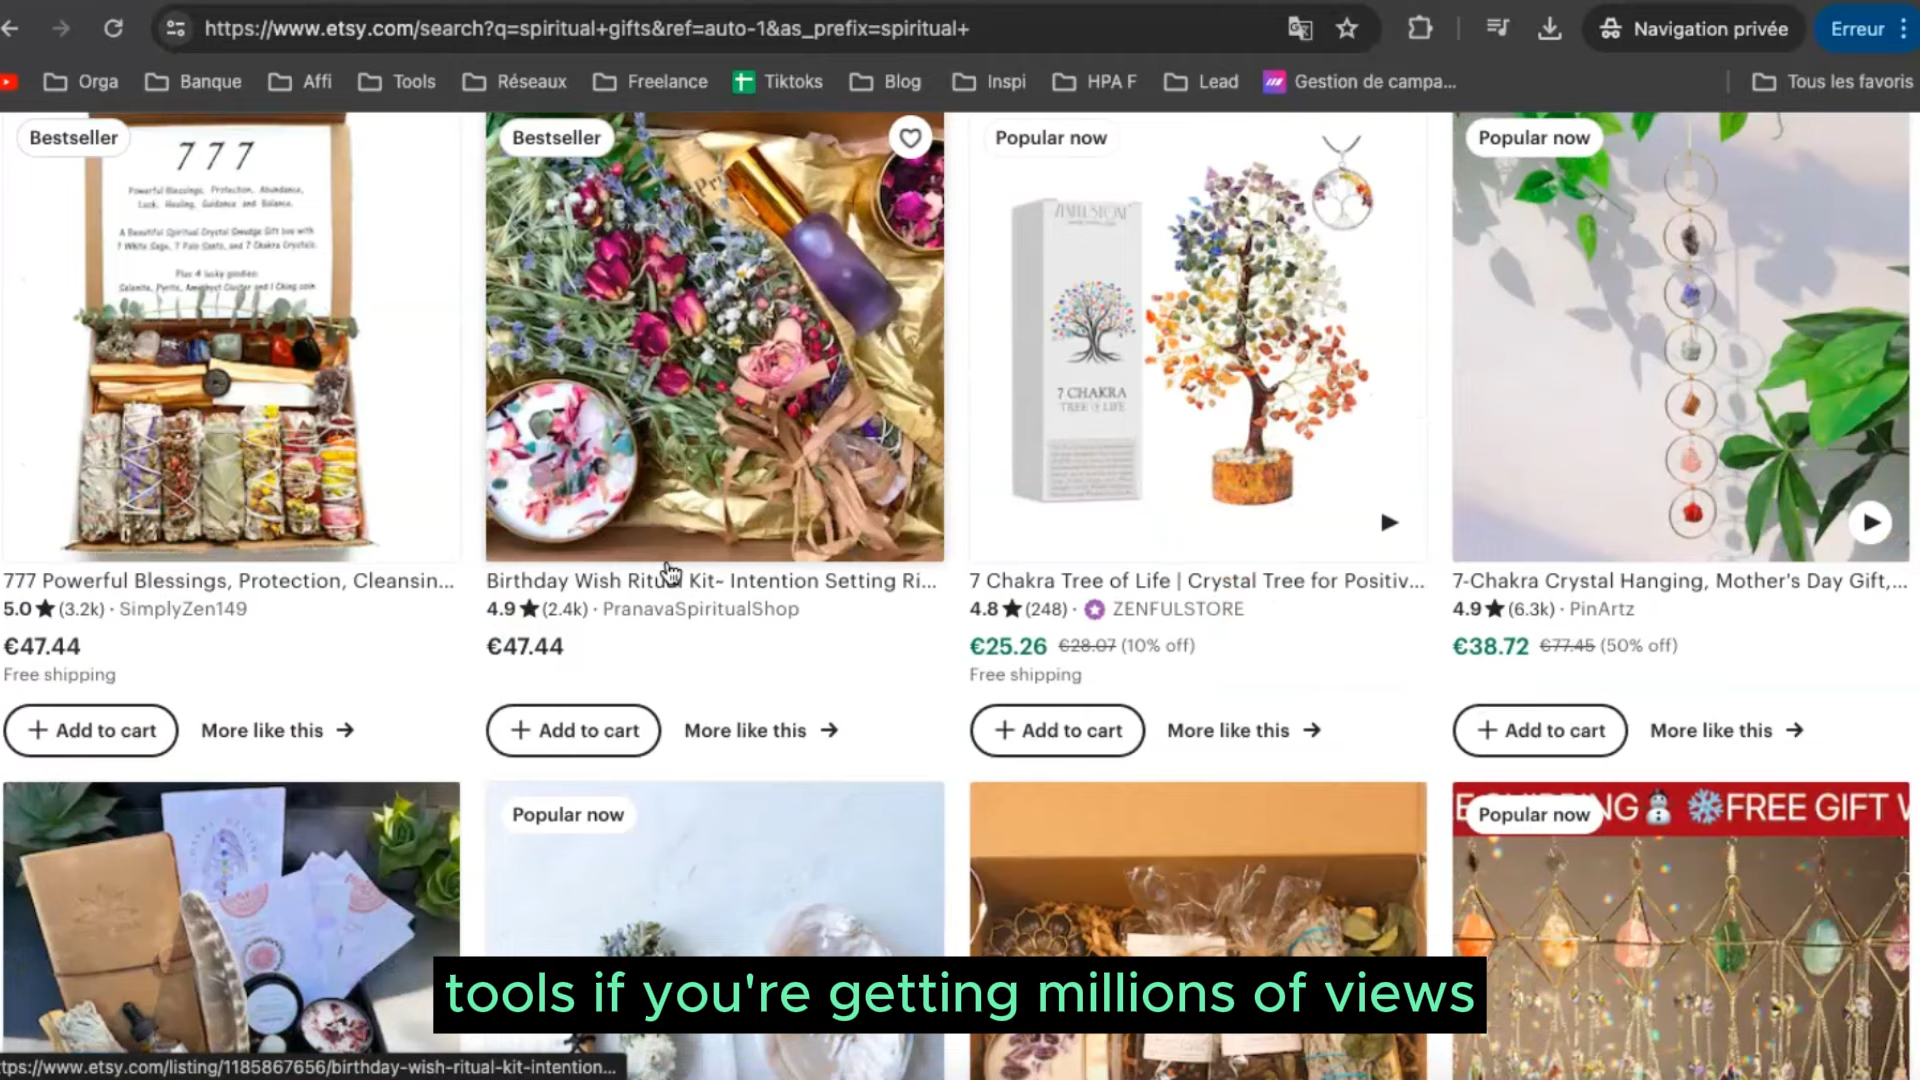 https://www.etsy.com/search?q=spiritual+gifts&ref=auto-1&as_prefix=spiritual+
Navigation privée
Erreur
Orga
Banque
Affi
Tools
Réseaux
Freelance
Tiktoks
Blog
Inspi
HPA F
Lead
Gestion de campa...
Tous les favoris
Bestseller
777
Powerful Blessings, Protection, Abundance,
Luck, Healing, Guidance and Balance.
A Beautiful Spiritual Crystal Smudge Gift box with
7 White Sage, 7 Palo Santo, and 7 Chakra Crystals.
Plus 4 lucky goodies:
Selenite, Pyrite, Amethyst Cluster and I Ching coin
Bestseller
Popular now
7 CHAKRA
TREE OF LIFE
Popular now
777 Powerful Blessings, Protection, Cleansin...
5.0 ★ (3.2k) · SimplyZen149
€47.44
Free shipping
+ Add to cart
More like this →
Birthday Wish Ritual Kit~ Intention Setting Ri...
4.9 ★ (2.4k) · PranavaSpiritualShop
€47.44
+ Add to cart
More like this →
7 Chakra Tree of Life | Crystal Tree for Positiv...
4.8 ★ (248) · ZENFULSTORE
€25.26 €28.07 (10% off)
Free shipping
+ Add to cart
More like this →
7-Chakra Crystal Hanging, Mother's Day Gift,...
4.9 ★ (6.3k) · PinArtz
€38.72 €77.45 (50% off)
+ Add to cart
More like this →
Popular now
Popular now
FREE GIFT
tools if you're getting millions of views
tps://www.etsy.com/listing/1185867656/birthday-wish-ritual-kit-intention...